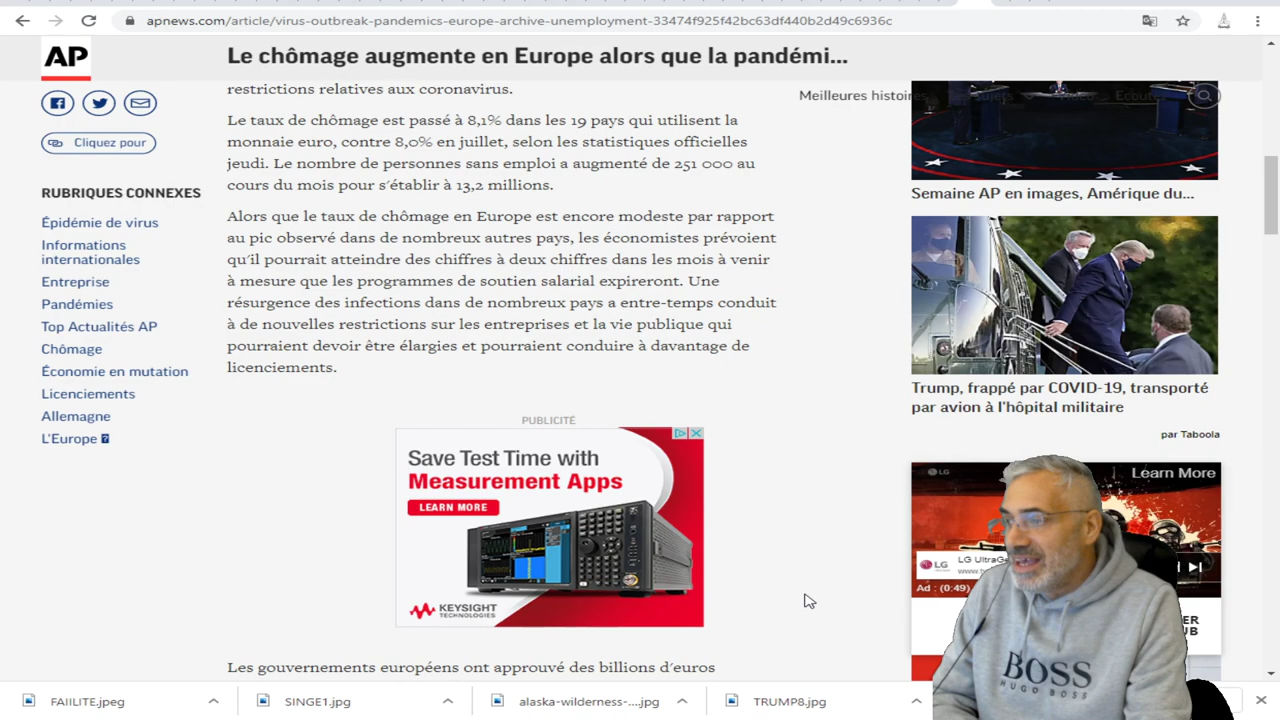 apnews.com/article/virus-outbreak-pandemics-europe-archive-unemployment-33474f925f42bc63df440b2d49c6936c
AP
Le chômage augmente en Europe alors que la pandémi...
Meilleures histoires
Écout
Cliquez pour
RUBRIQUES CONNEXES
Épidémie de virus
Informations
internationales
Entreprise
Pandémies
Top Actualités AP
Chômage
Économie en mutation
Licenciements
Allemagne
L'Europe
restrictions relatives aux coronavirus.
Le taux de chômage est passé à 8,1% dans les 19 pays qui utilisent la
monnaie euro, contre 8,0% en juillet, selon les statistiques officielles
jeudi. Le nombre de personnes sans emploi a augmenté de 251 000 au
cours du mois pour s'établir à 13,2 millions.
Alors que le taux de chômage en Europe est encore modeste par rapport
au pic observé dans de nombreux autres pays, les économistes prévoient
qu'il pourrait atteindre des chiffres à deux chiffres dans les mois à venir
à mesure que les programmes de soutien salarial expireront. Une
résurgence des infections dans de nombreux pays a entre-temps conduit
à de nouvelles restrictions sur les entreprises et la vie publique qui
pourraient devoir être élargies et pourraient conduire à davantage de
licenciements.
PUBLICITÉ
Save Test Time with
Measurement Apps
LEARN MORE
KEYSIGHT
TECHNOLOGIES
Les gouvernements européens ont approuvé des billions d'euros
Semaine AP en images, Amérique du...
Trump, frappé par COVID-19, transporté
par avion à l'hôpital militaire
par Taboola
LG
Learn More
LG
LG UltraGe
Ad : (0:49)
ER
UB
BOSS
HUGO BOSS
FAIILITE.jpeg
SINGE1.jpg
alaska-wilderness-....jpg
TRUMP8.jpg